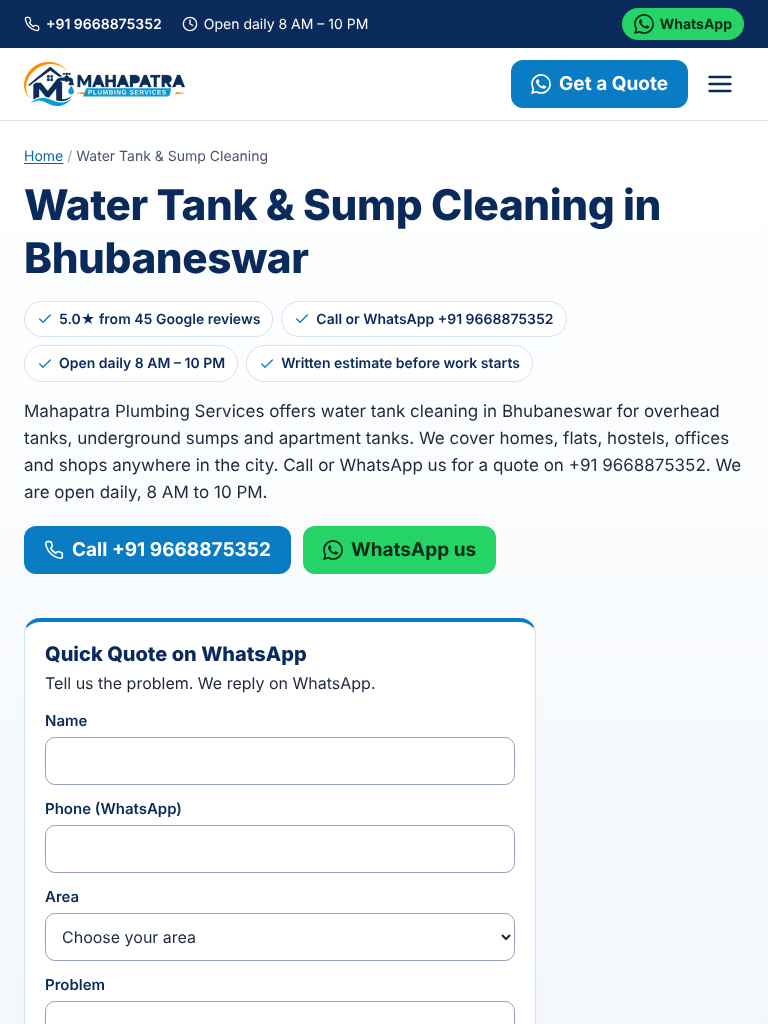 +91 9668875352 Open daily 8 AM – 10 PM WhatsApp
MAHAPATRA
PLUMBING SERVICES
Get a Quote
Home / Water Tank & Sump Cleaning
Water Tank & Sump Cleaning in
Bhubaneswar
5.0★ from 45 Google reviews Call or WhatsApp +91 9668875352
Open daily 8 AM – 10 PM Written estimate before work starts
Mahapatra Plumbing Services offers water tank cleaning in Bhubaneswar for overhead
tanks, underground sumps and apartment tanks. We cover homes, flats, hostels, offices
and shops anywhere in the city. Call or WhatsApp us for a quote on +91 9668875352. We
are open daily, 8 AM to 10 PM.
Call +91 9668875352 WhatsApp us
Quick Quote on WhatsApp
Tell us the problem. We reply on WhatsApp.
Name
Phone (WhatsApp)
Area
Choose your area
Problem